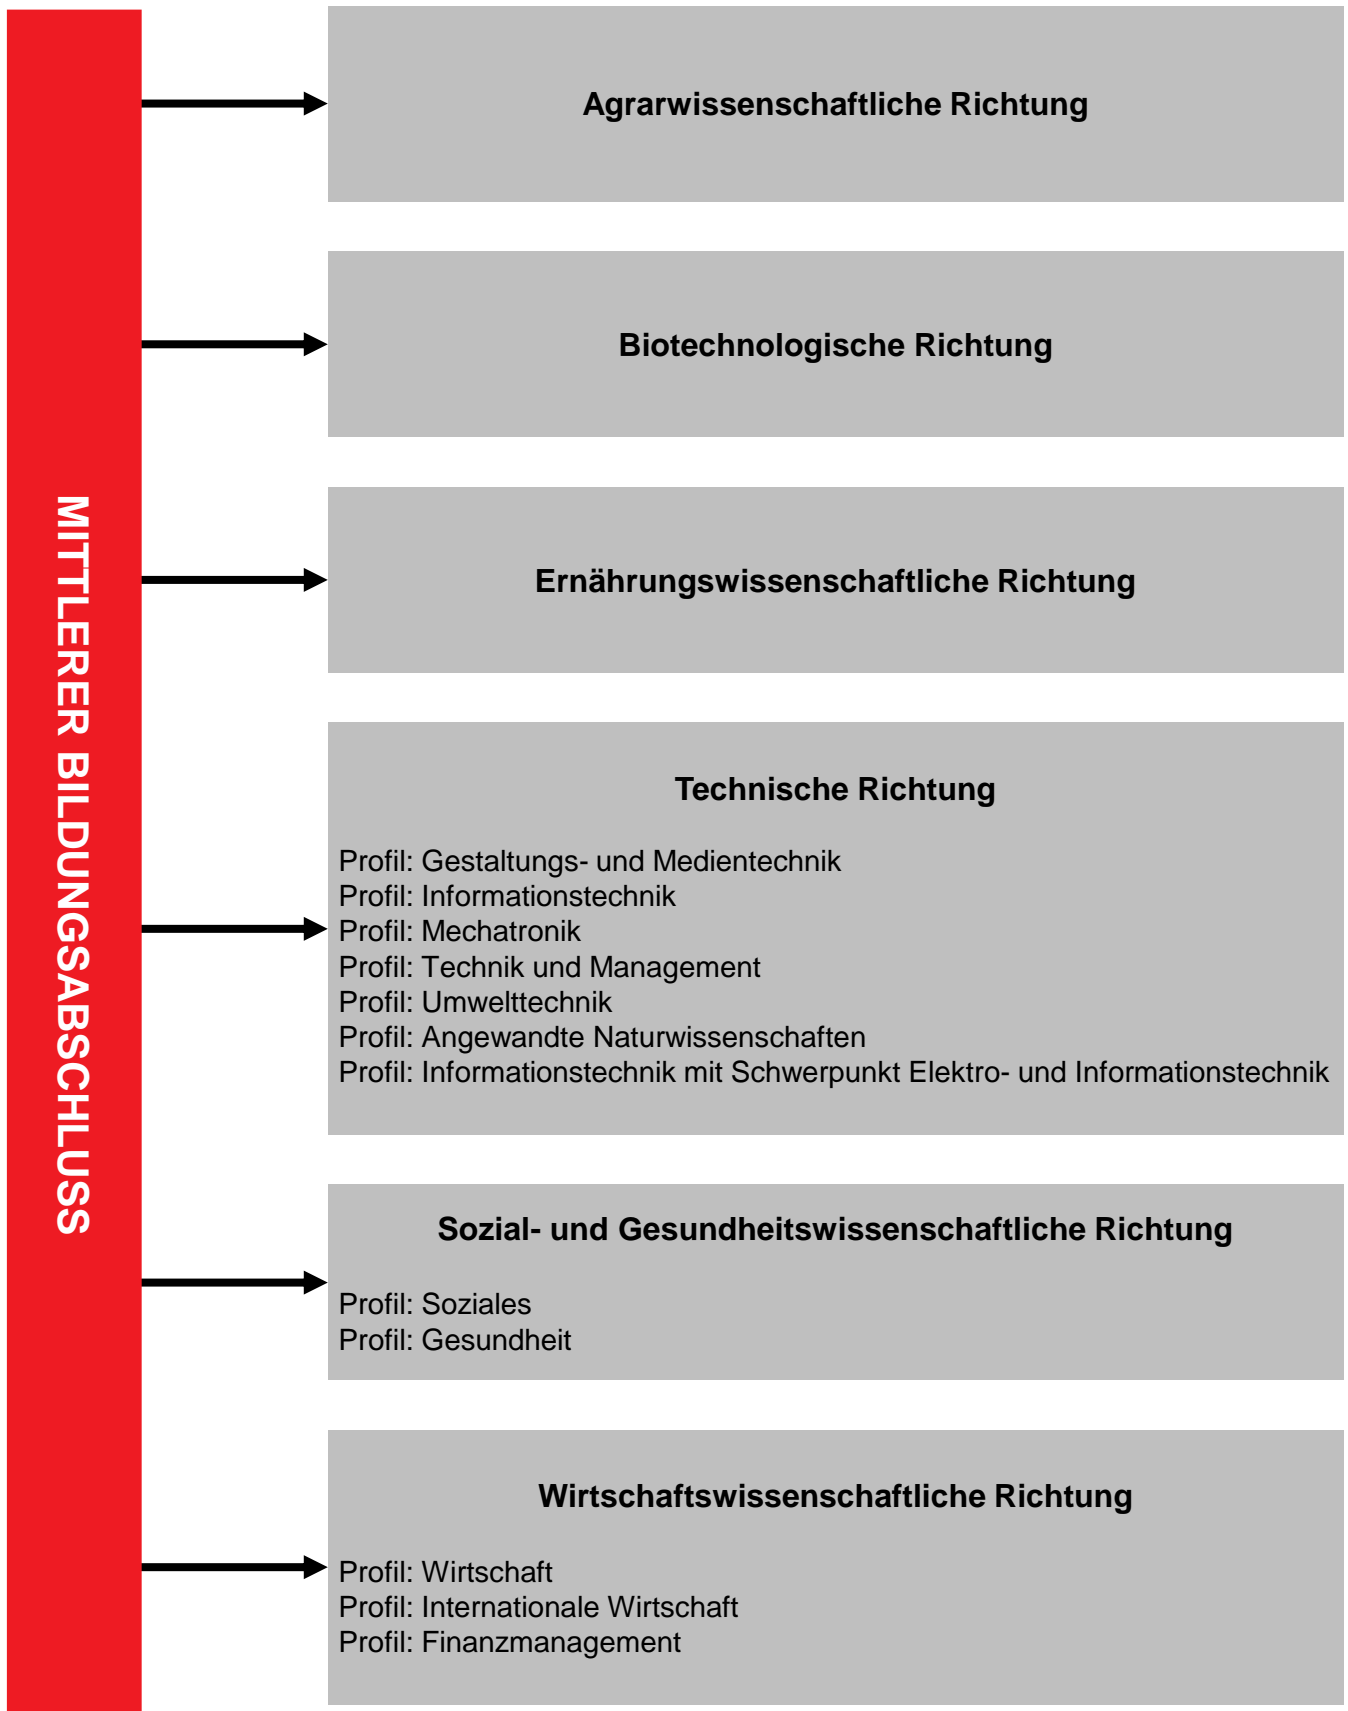 MITTLERER BILDUNGSABSCHLUSS
Agrarwissenschaftliche Richtung
Biotechnologische Richtung
Ernährungswissenschaftliche Richtung
Technische Richtung
Profil: Gestaltungs- und Medientechnik
Profil: Informationstechnik
Profil: Mechatronik
Profil: Technik und Management
Profil: Umwelttechnik
Profil: Angewandte Naturwissenschaften
Profil: Informationstechnik mit Schwerpunkt Elektro- und Informationstechnik
Sozial- und Gesundheitswissenschaftliche Richtung
Profil: Soziales
Profil: Gesundheit
Wirtschaftswissenschaftliche Richtung
Profil: Wirtschaft
Profil: Internationale Wirtschaft
Profil: Finanzmanagement